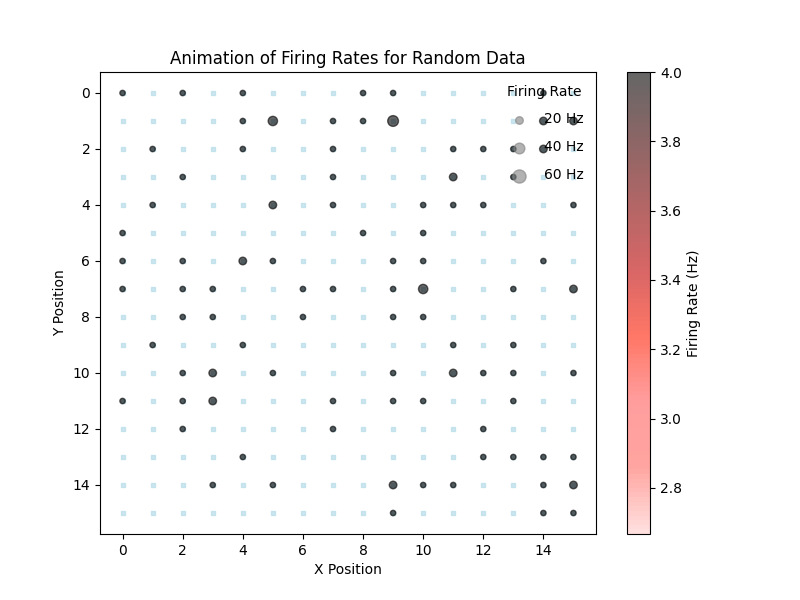 Animation of Firing Rates for Random Data
Firing Rate
20 Hz
40 Hz
60 Hz
0
2
4
6
8
10
12
14
Y Position
0 2 4 6 8 10 12 14
X Position
4.0
3.8
3.6
3.4
3.2
3.0
2.8
Firing Rate (Hz)